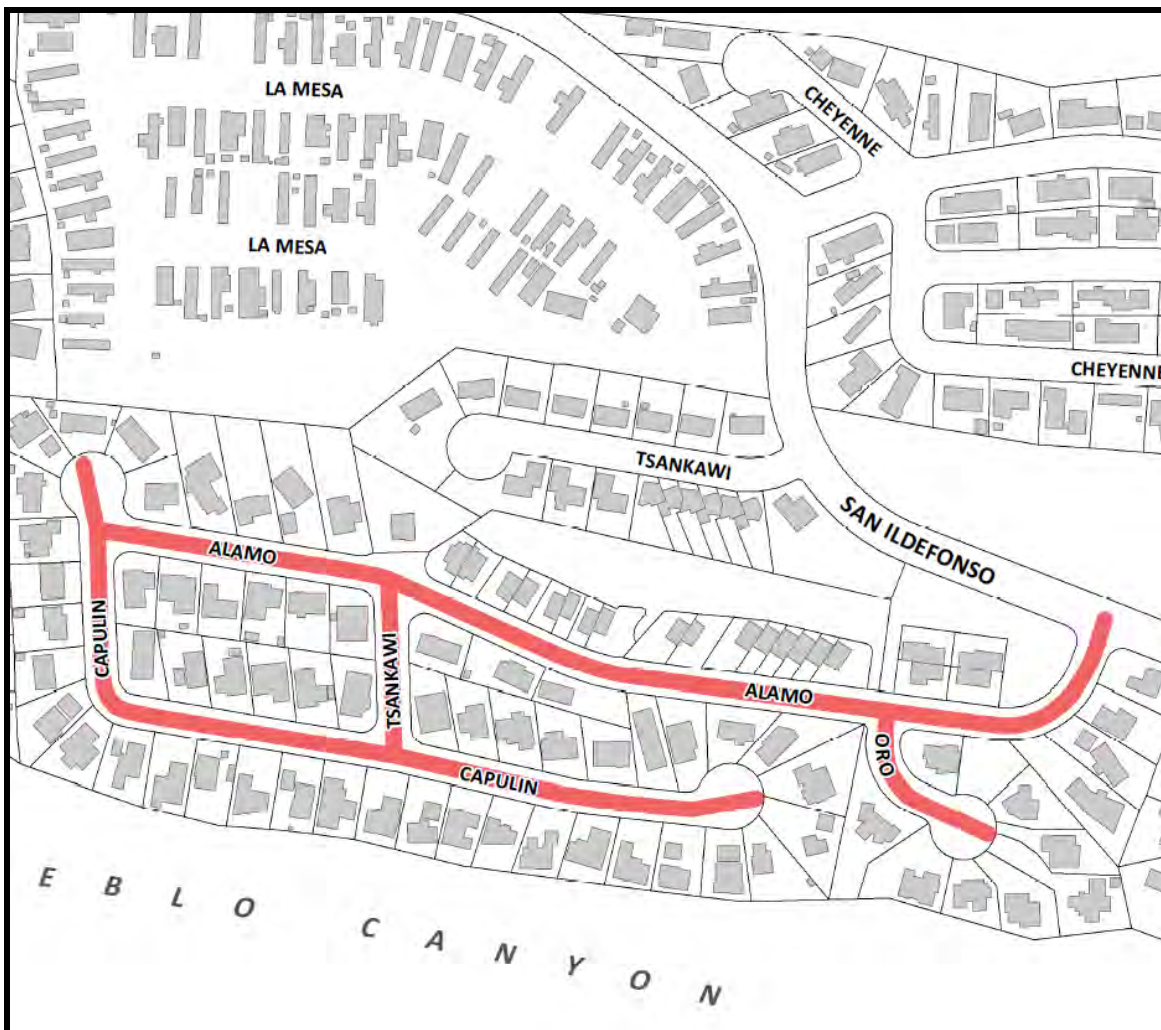 LA MESA
CHEYENNE
LA MESA
CHEYENNE
TSANKAWI
SAN ILDEFONSO
ALAMO
CAPULIN
TSANKAWI
ALAMO
ORO
CAPULIN
EBLO CANYON